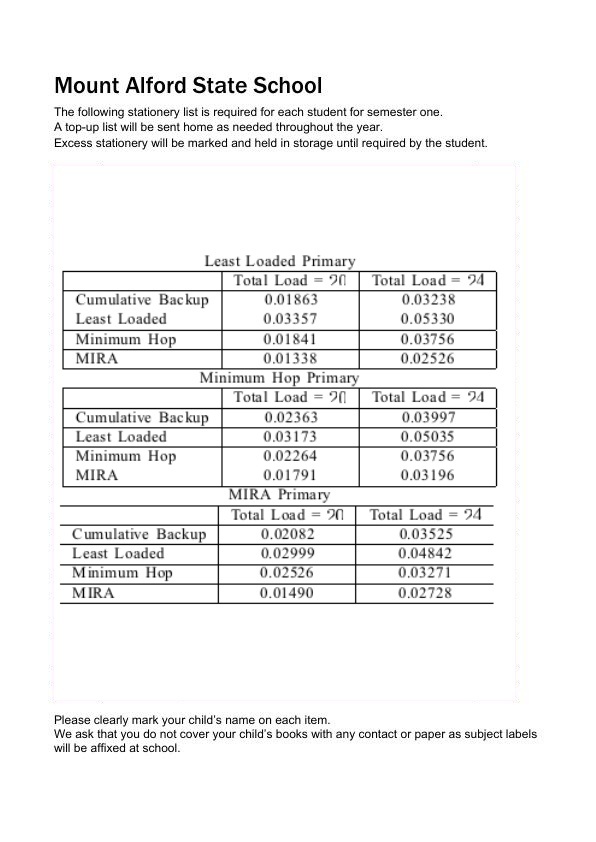 Mount Alford State School
The following stationery list is required for each student for semester one.
A top-up list will be sent home as needed throughout the year.
Excess stationery will be marked and held in storage until required by the student.
Least Loaded Primary
Total Load = 20 Total Load = 24
Cumulative Backup 0.01863 0.03238
Least Loaded 0.03357 0.05330
Minimum Hop 0.01841 0.03756
MIRA 0.01338 0.02526
Minimum Hop Primary
Total Load = 20 Total Load = 24
Cumulative Backup 0.02363 0.03997
Least Loaded 0.03173 0.05035
Minimum Hop 0.02264 0.03756
MIRA 0.01791 0.03196
MIRA Primary
Total Load = 20 Total Load = 24
Cumulative Backup 0.02082 0.03525
Least Loaded 0.02999 0.04842
Minimum Hop 0.02526 0.03271
MIRA 0.01490 0.02728
Please clearly mark your child's name on each item.
We ask that you do not cover your child's books with any contact or paper as subject labels
will be affixed at school.